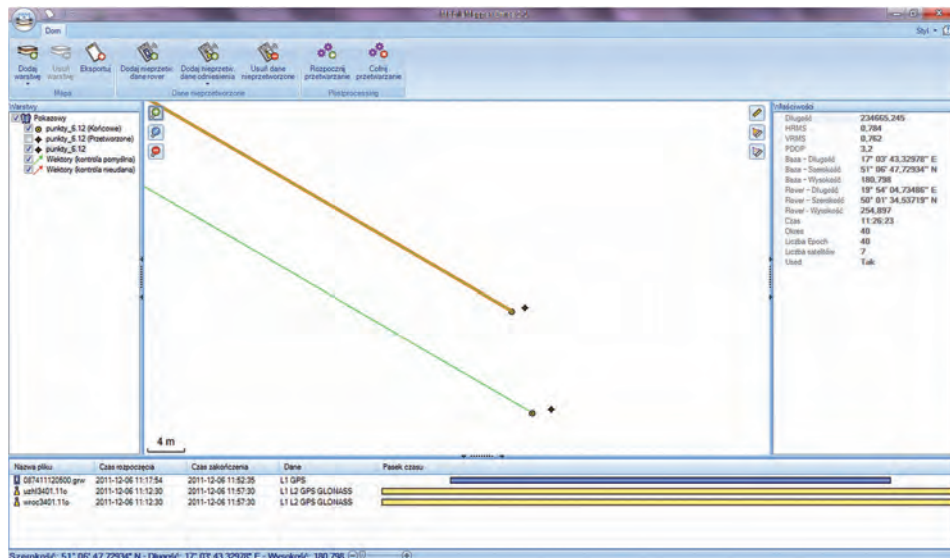 Dom
Styl
Dodaj warstwę
Usuń warstwę
Eksportuj
Dodaj nieprzetw. dane rover
Dodaj nieprzetw. dane odniesienia
Usuń dane nieprzetworzone
Rozpocznij przetwarzanie
Cofnij przetwarzanie
Mapa
Dane nieprzetworzone
Postprocessing
Warstwy
Pokazowy
punkty_6.12 (Końcowe)
punkty_6.12 (Przetworzone)
punkty_6.12
Wektory (kontrola pomyślna)
Wektory (kontrola nieudana)
4 m
Właściwości
Długość 234665,245
HRMS 0,784
VRMS 0,762
PDOP 3,2
Baza - Długość 17° 03' 43,32978" E
Baza - Szerokość 51° 06' 47,72934" N
Baza - Wysokość 180,798
Rover - Długość 19° 54' 04,73486" E
Rover - Szerokość 50° 01' 34,53719" N
Rover - Wysokość 254,897
Czas 11:26:23
Okres 40
Liczba Epoch 40
Liczba satelitów 7
Used Tak
Nazwa pliku Czas rozpoczęcia Czas zakończenia Dane Pasek czasu
087411120500.grw 2011-12-06 11:17:54 2011-12-06 11:52:35 L1 GPS
uzhl3401.11o 2011-12-06 11:12:30 2011-12-06 11:57:30 L1 L2 GPS GLONASS
wroc3401.11o 2011-12-06 11:12:30 2011-12-06 11:57:30 L1 L2 GPS GLONASS
Szerokość: 51° 06' 47,72934" N - Długość: 17° 03' 43,32978" E - Wysokość: 180,798